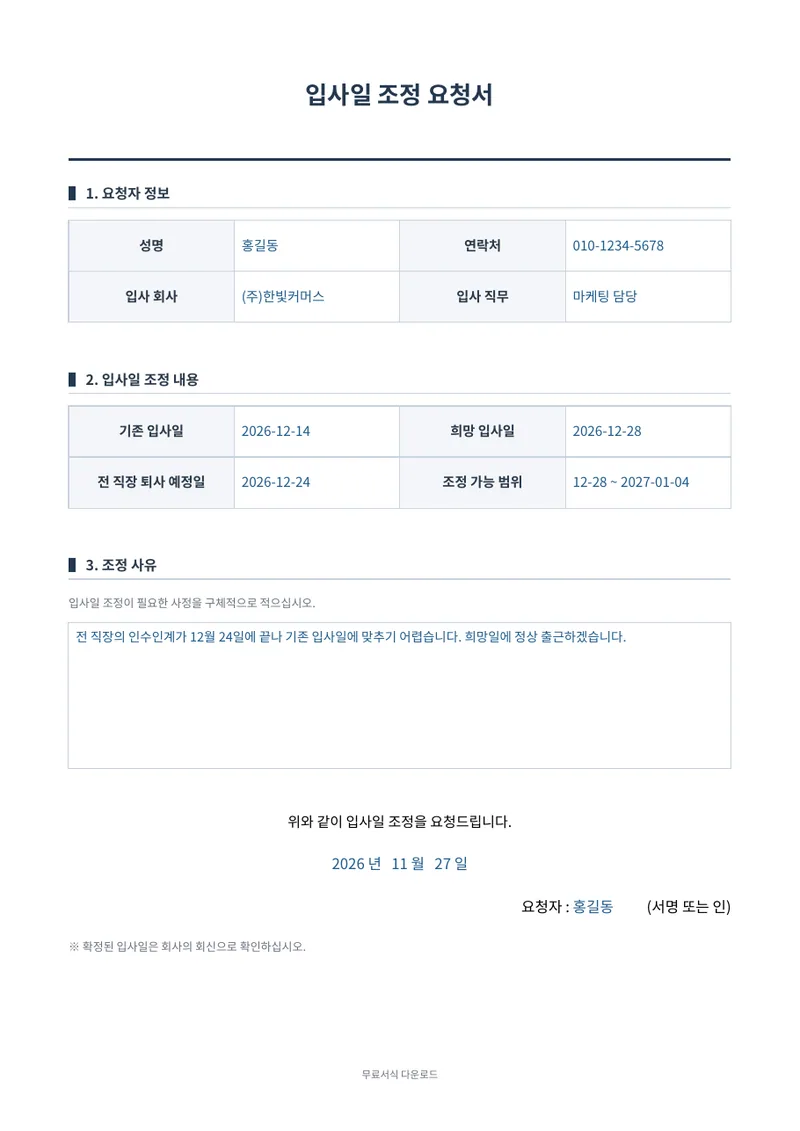 입사일 조정 요청서
1. 요청자 정보
성명 홍길동 연락처 010-1234-5678
입사 회사 (주)한빛커머스 입사 직무 마케팅 담당
2. 입사일 조정 내용
기존 입사일 2026-12-14 희망 입사일 2026-12-28
전 직장 퇴사 예정일 2026-12-24 조정 가능 범위 12-28 ~ 2027-01-04
3. 조정 사유
입사일 조정이 필요한 사정을 구체적으로 적으십시오.
전 직장의 인수인계가 12월 24일에 끝나 기존 입사일에 맞추기 어렵습니다. 희망일에 정상 출근하겠습니다.
위와 같이 입사일 조정을 요청드립니다.
2026 년 11 월 27 일
요청자 : 홍길동 (서명 또는 인)
※ 확정된 입사일은 회사의 회신으로 확인하십시오.
무료서식 다운로드